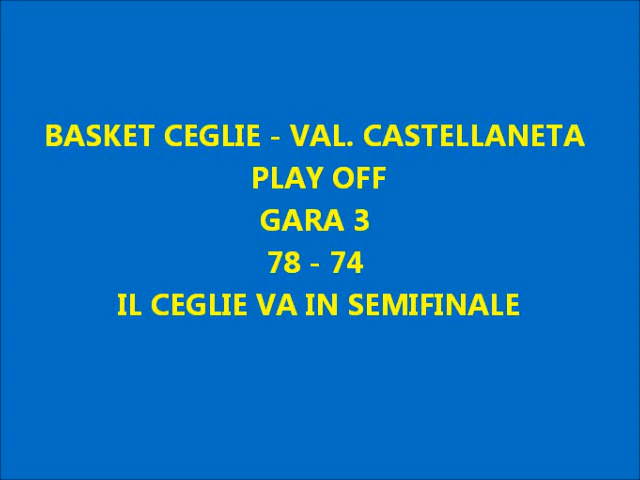 BASKET CEGLIE - VAL. CASTELLANETA
PLAY OFF
GARA 3
78 - 74
IL CEGLIE VA IN SEMIFINALE